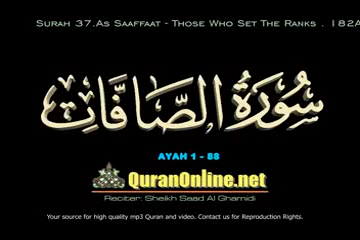 Surah 37.As Saaffaat - Those Who Set The Ranks . 182A
سُورَةُ الصَّافَّاتِ
AYAH 1 - 88
QuranOnline.net
Reciter: Sheikh Saad Al Ghamidi
Your source for high quality mp3 Quran and video. Contact us for Reproduction Rights.